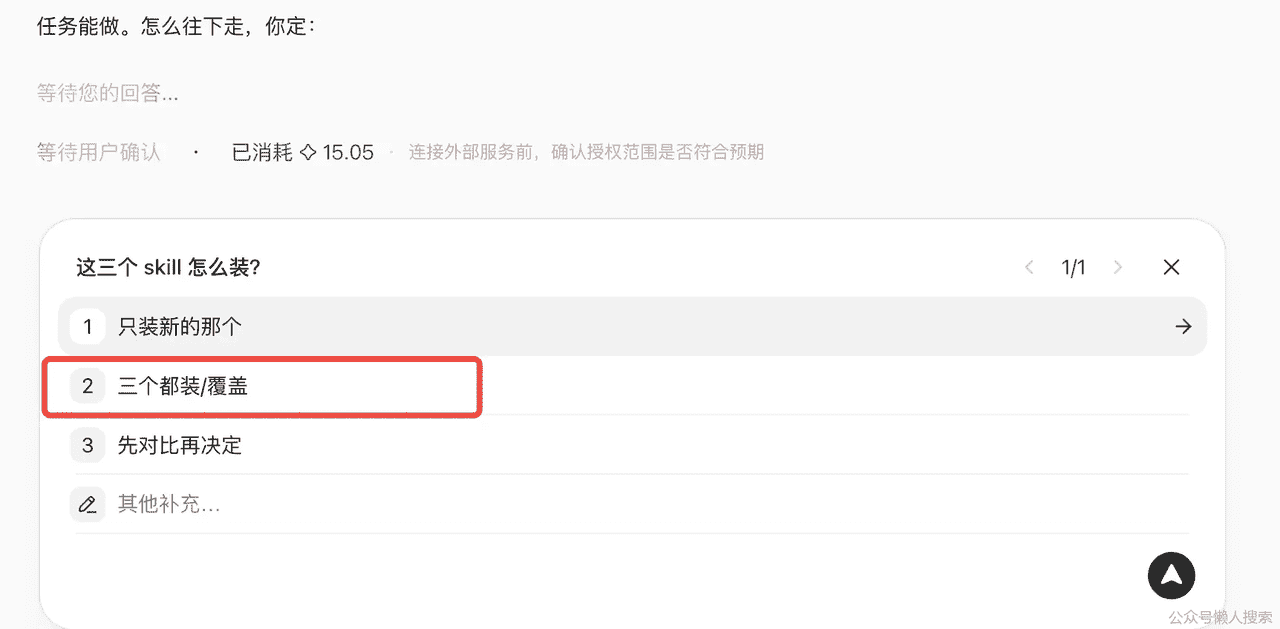 任务能做。怎么往下走，你定：
等待您的回答...
等待用户确认 · 已消耗 15.05 · 连接外部服务前，确认授权范围是否符合预期
这三个 skill 怎么装？ 1/1
1 只装新的那个
2 三个都装/覆盖
3 先对比再决定
其他补充...
公众号懒人搜索